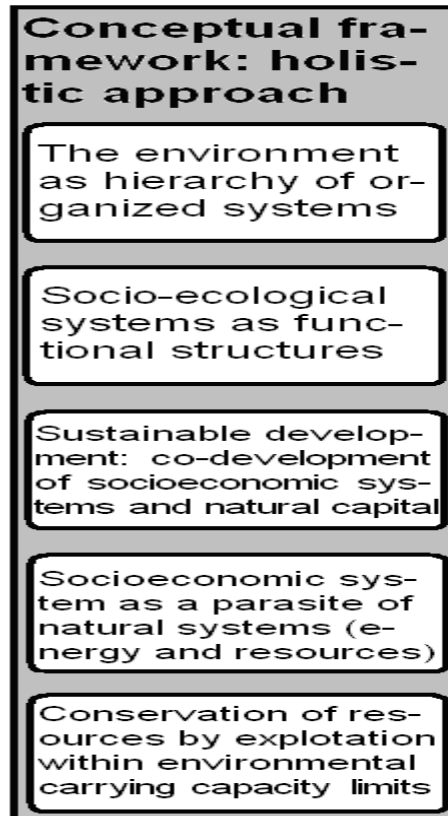 Conceptual fra-
mework: holis-
tic approach
The environment
as hierarchy of or-
ganized systems
Socio-ecological
systems as func-
tional structures
Sustainable develop-
ment: co-development
of socioeconomic sys-
tems and natural capital
Socioeconomic sys-
tem as a parasite of
natural systems (e-
nergy and resources)
Conservation of res-
ources by explotation
within environmental
carrying capacity limits